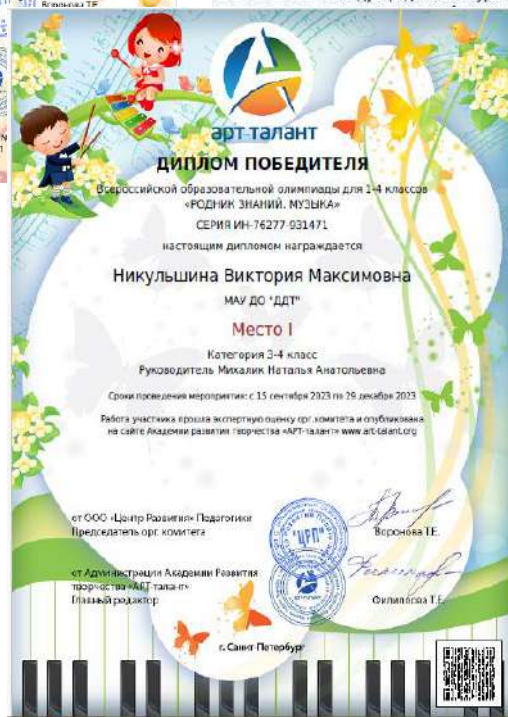 Воронова Т.Е.
арт-талант
ДИПЛОМ ПОБЕДИТЕЛЯ
Всероссийской образовательной олимпиады для 1-4 классов
«РОДНИК ЗНАНИЙ. МУЗЫКА»
СЕРИЯ ИН-76277-931471
настоящим дипломом награждается
Никульшина Виктория Максимовна
МАУ ДО "ДДТ"
Место I
Категория 3-4 класс
Руководитель Михалик Наталья Анатольевна
Сроки проведения мероприятия: с 15 сентября 2023 по 29 декабря 2023
Работа участника прошла экспертную оценку орг.комитета и опубликована
на сайте Академии развития творчества «АРТ-талант» www.art-talant.org
от ООО «Центр Развития Педагогики»
Председатель орг. комитета
"ЦРП"
Воронова Т.Е.
от Администрации Академии Развития
творчества «АРТ-талант»
Главный редактор
Филиппова Т.Е.
г. Санкт-Петербург